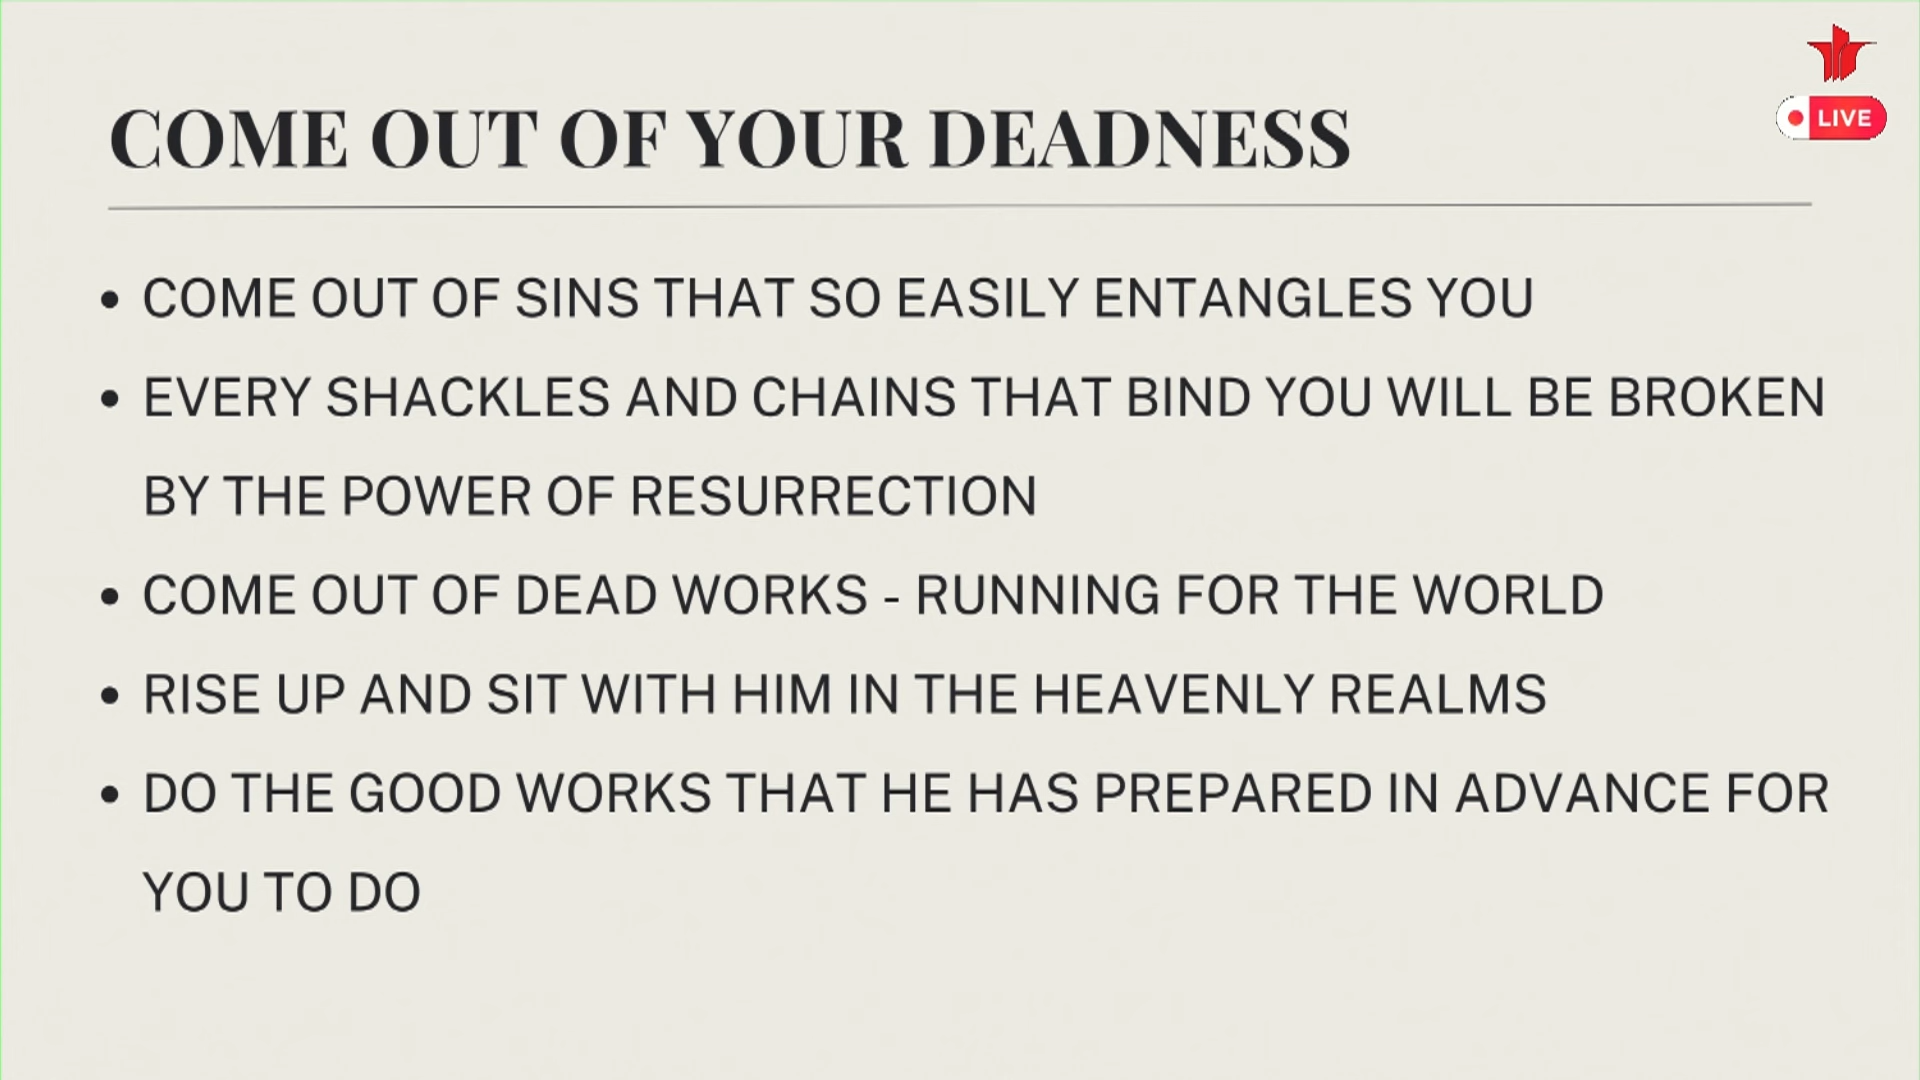 COME OUT OF YOUR DEADNESS
LIVE
• COME OUT OF SINS THAT SO EASILY ENTANGLES YOU
• EVERY SHACKLES AND CHAINS THAT BIND YOU WILL BE BROKEN
BY THE POWER OF RESURRECTION
• COME OUT OF DEAD WORKS - RUNNING FOR THE WORLD
• RISE UP AND SIT WITH HIM IN THE HEAVENLY REALMS
• DO THE GOOD WORKS THAT HE HAS PREPARED IN ADVANCE FOR
YOU TO DO